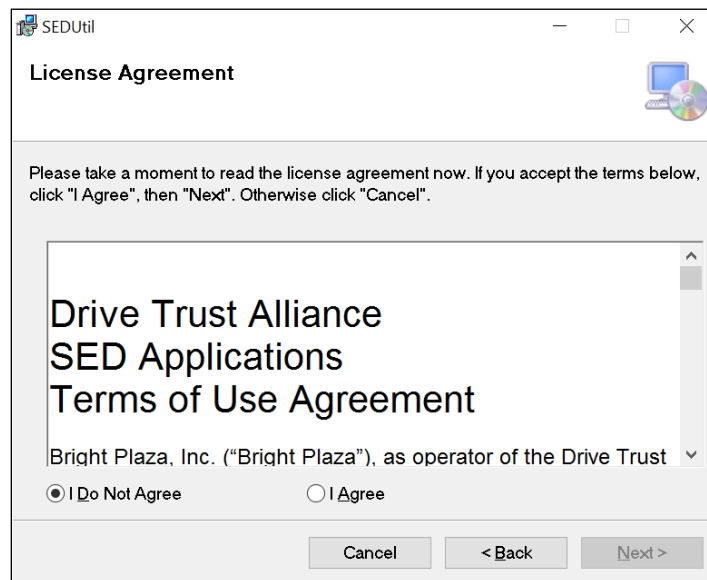 SEDUtil
License Agreement
Please take a moment to read the license agreement now. If you accept the terms below,
click "I Agree", then "Next". Otherwise click "Cancel".
Drive Trust Alliance
SED Applications
Terms of Use Agreement
Bright Plaza, Inc. (“Bright Plaza”), as operator of the Drive Trust
I Do Not Agree
I Agree
Cancel
< Back
Next >